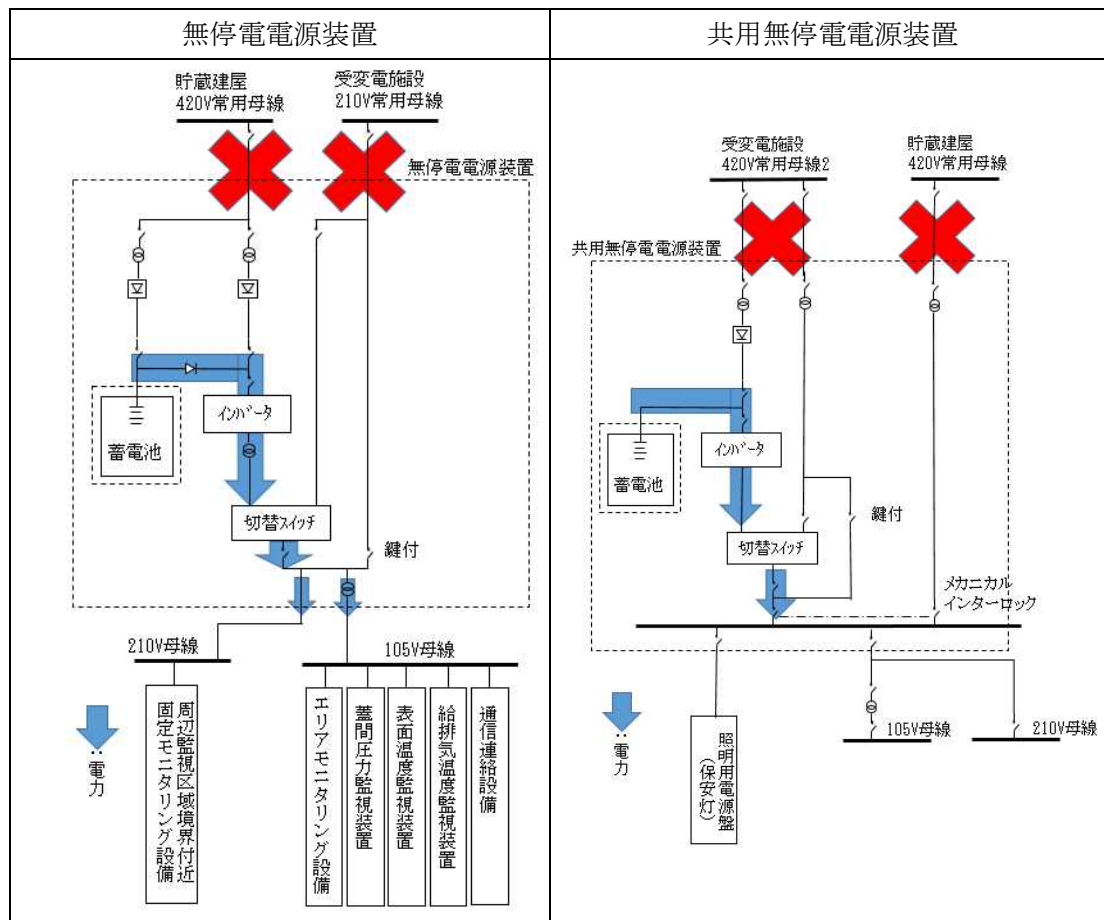 無停電電源装置
共用無停電電源装置
貯蔵建屋
420V常用母線
受変電施設
210V常用母線
無停電電源装置
インバータ
蓄電池
切替スイッチ
鍵付
210V母線
105V母線
周辺監視区域境界付近
固定モニタリング設備
エリアモニタリング設備
蓋間圧力監視装置
表面温度監視装置
給排気温度監視装置
通信連絡設備
：電力
受変電施設
420V常用母線2
貯蔵建屋
420V常用母線
共用無停電電源装置
インバータ
蓄電池
鍵付
切替スイッチ
メカニカル
インターロック
105V母線
210V母線
照明用電源盤
(保安灯)
：電力